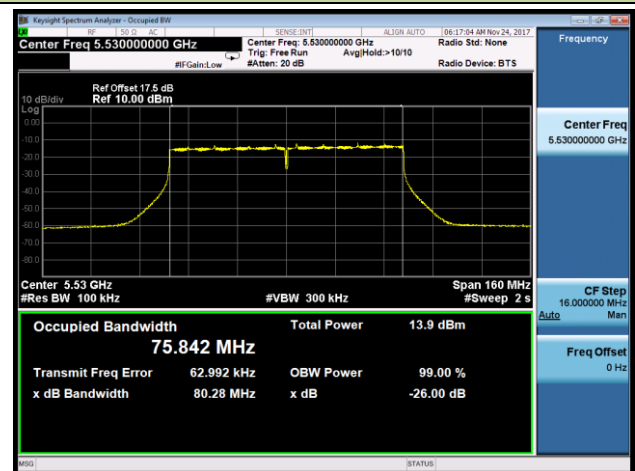 Keysight Spectrum Analyzer - Occupied BW
RF 50 Ω AC SENSE:INT ALIGN AUTO 06:17:04 AM Nov 24, 2017
Center Freq 5.530000000 GHz Center Freq: 5.530000000 GHz Radio Std: None
Trig: Free Run Avg|Hold:>10/10
#IFGain:Low #Atten: 20 dB Radio Device: BTS
Frequency
Ref Offset 17.5 dB
10 dB/div Ref 10.00 dBm
Log
0.00
-10.0
-20.0
-30.0
-40.0
-50.0
-60.0
-70.0
-80.0
Center 5.53 GHz Span 160 MHz
#Res BW 100 kHz #VBW 300 kHz #Sweep 2 s
Occupied Bandwidth Total Power 13.9 dBm
75.842 MHz
Transmit Freq Error 62.992 kHz OBW Power 99.00 %
x dB Bandwidth 80.28 MHz x dB -26.00 dB
Center Freq
5.530000000 GHz
CF Step
16.000000 MHz
Auto Man
Freq Offset
0 Hz
MSG STATUS